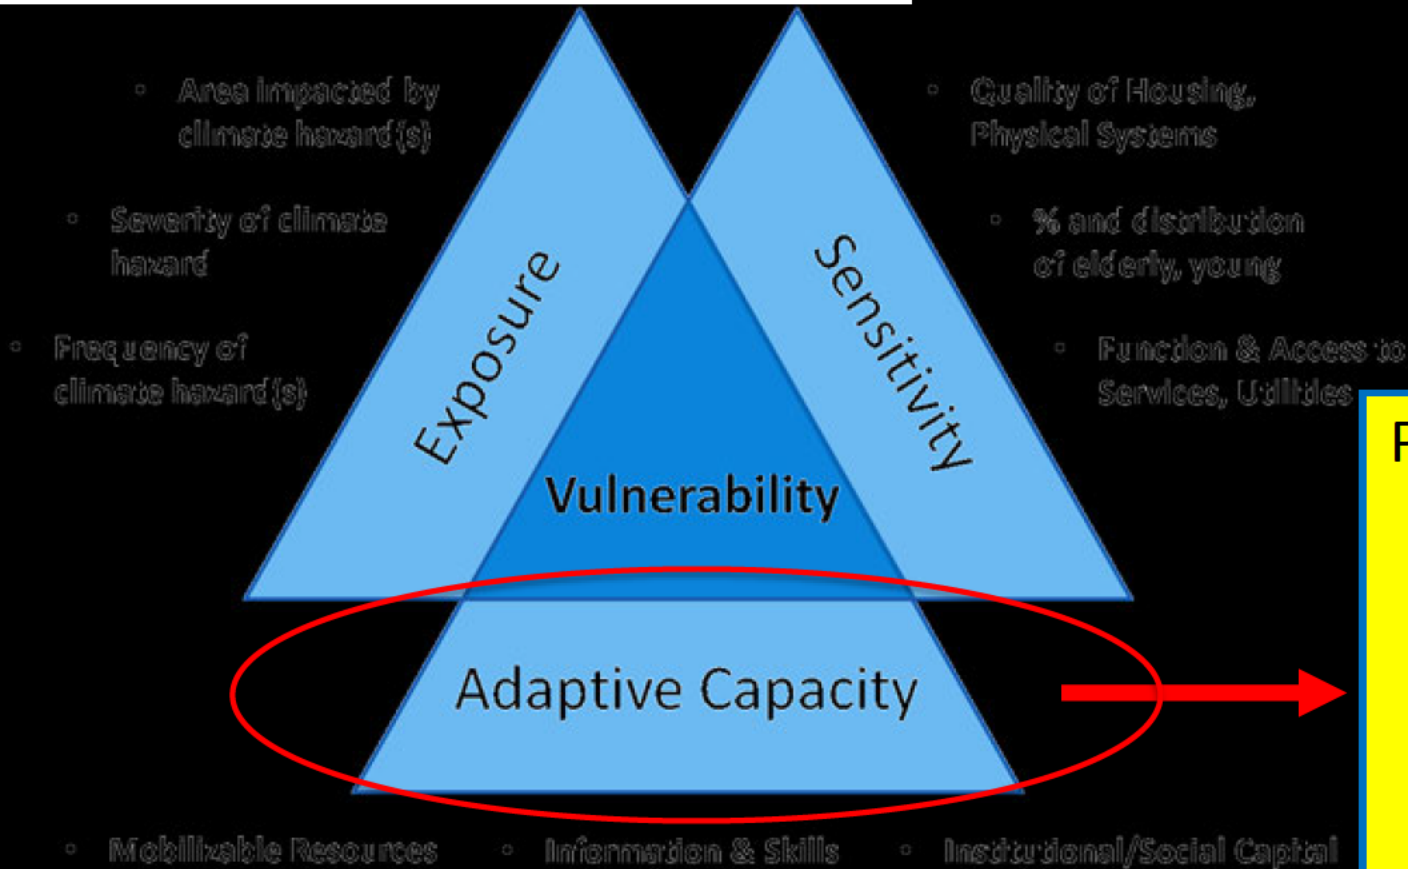 Area impacted by
climate hazard(s)
Severity of climate
hazard
Frequency of
climate hazard(s)
Quality of Housing,
Physical Systems
% and distribution
of elderly, young
Function & Access to
Services, Utilities
Exposure
Sensitivity
Vulnerability
Adaptive Capacity
Mobilizable Resources
Information & Skills
Institutional/Social Capital
P